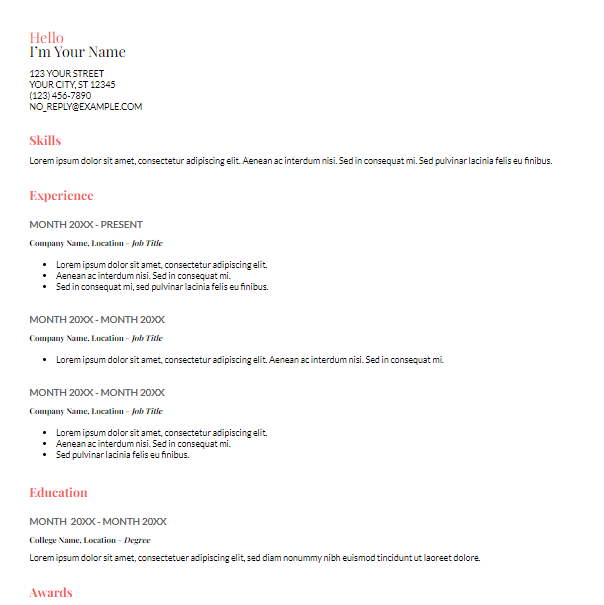 Hello
I'm Your Name
123 YOUR STREET
YOUR CITY, ST 12345
(123) 456-7890
NO_REPLY@EXAMPLE.COM
Skills
Lorem ipsum dolor sit amet, consectetur adipiscing elit. Aenean ac interdum nisi. Sed in consequat mi. Sed pulvinar lacinia felis eu finibus.
Experience
MONTH 20XX - PRESENT
Company Name, Location - Job Title
• Lorem ipsum dolor sit amet, consectetur adipiscing elit.
• Aenean ac interdum nisi. Sed in consequat mi.
• Sed in consequat mi, sed pulvinar lacinia felis eu finibus.
MONTH 20XX - MONTH 20XX
Company Name, Location - Job Title
• Lorem ipsum dolor sit amet, consectetur adipiscing elit. Aenean ac interdum nisi. Sed in consequat mi.
MONTH 20XX - MONTH 20XX
Company Name, Location - Job Title
• Lorem ipsum dolor sit amet, consectetur adipiscing elit.
• Aenean ac interdum nisi. Sed in consequat mi.
• Sed pulvinar lacinia felis eu finibus.
Education
MONTH  20XX - MONTH 20XX
College Name, Location - Degree
Lorem ipsum dolor sit amet, consectetuer adipiscing elit, sed diam nonummy nibh euismod tincidunt ut laoreet dolore.
Awards